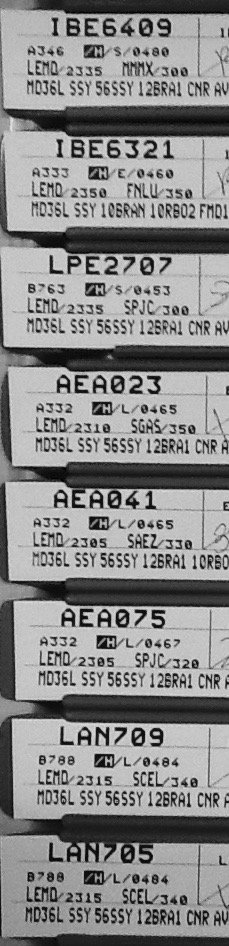 IBE6409
A346 /H/S/0480
LEMD/2335 MMMX/300
MD36L SSY 56SSY 12BRA1 CNR AV
IBE6321
A333 /H/E/0460
LEMD/2350 FNLU/350
MD36L SSY 10BRAN 10RBO2 FMD1
LPE2707
B763 /H/S/0453
LEMD/2335 SPJC/300
MD36L SSY 56SSY 12BRA1 CNR AV
AEA023
A332 /H/L/0465
LEMD/2310 SGAS/350
MD36L SSY 56SSY 12BRA1 CNR A
AEA041
A332 /H/L/0465
LEMD/2305 SAEZ/330
MD36L SSY 56SSY 12BRA1 10RBO
AEA075
A332 /H/L/0467
LEMD/2305 SPJC/320
MD36L SSY 56SSY 12BRA1 CNR A
LAN709
B788 /H/L/0484
LEMD/2315 SCEL/340
MD36L SSY 56SSY 12BRA1 CNR A
LAN705
B788 /H/L/0484
LEMD/2315 SCEL/340
MD36L SSY 56SSY 12BRA1 CNR AV